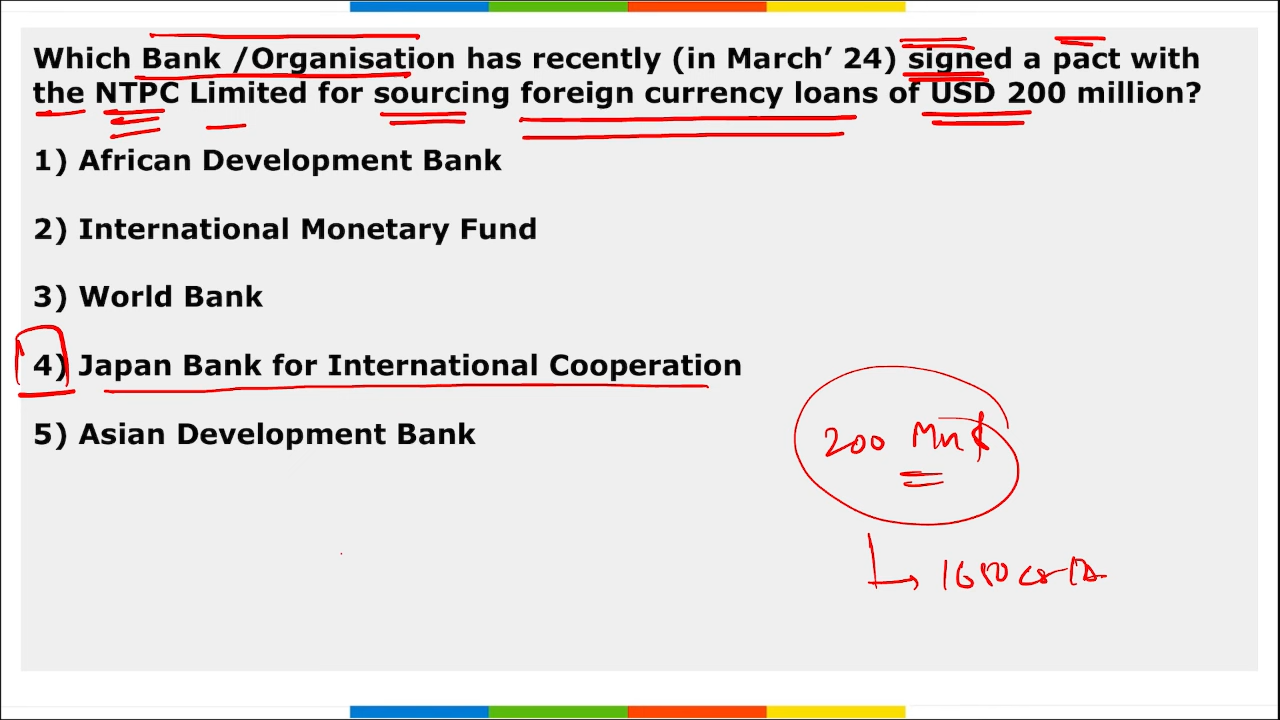 Which Bank /Organisation has recently (in March’ 24) signed a pact with
the NTPC Limited for sourcing foreign currency loans of USD 200 million?
1) African Development Bank
2) International Monetary Fund
3) World Bank
4) Japan Bank for International Cooperation
5) Asian Development Bank
200 Mn $